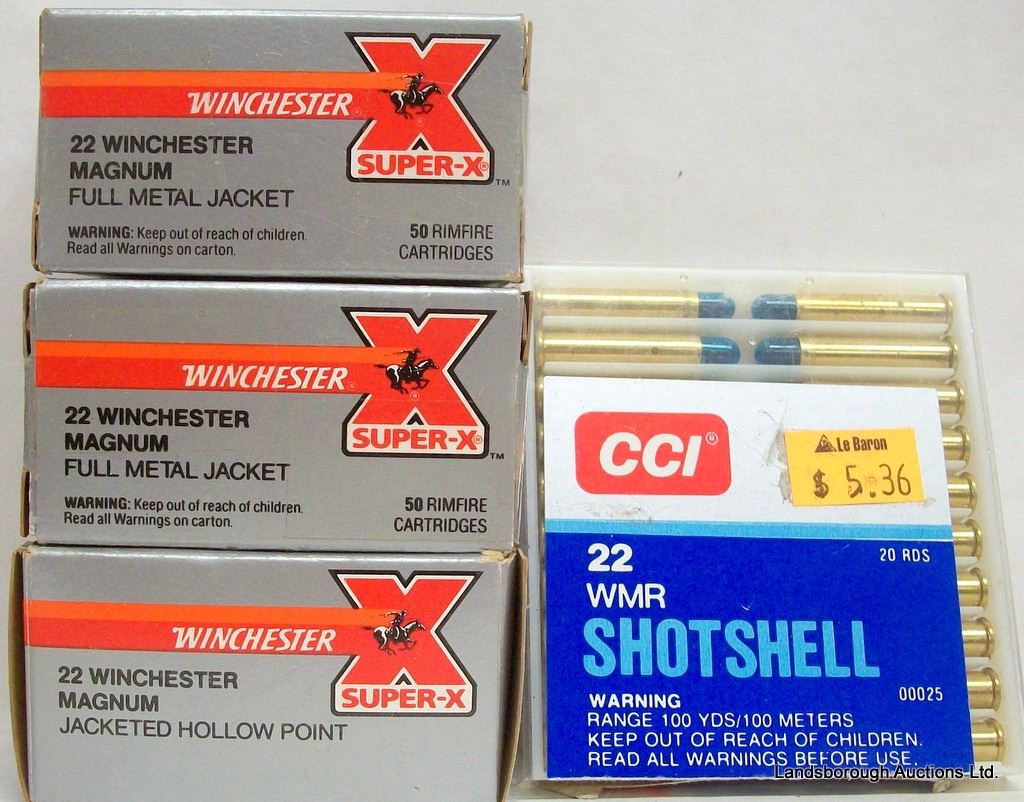 WINCHESTER®
X
SUPER-X®
™
22 WINCHESTER
MAGNUM
FULL METAL JACKET
WARNING: Keep out of reach of children.
Read all Warnings on carton.
50 RIMFIRE
CARTRIDGES
WINCHESTER®
X
®
SUPER-X®
™
22 WINCHESTER
MAGNUM
FULL METAL JACKET
WARNING: Keep out of reach of children.
Read all Warnings on carton.
50 RIMFIRE
CARTRIDGES
WINCHESTER
X
SUPER-X
22 WINCHESTER
MAGNUM
JACKETED HOLLOW POINT
CCI®
Le Baron
$ 5.36
22
WMR
20 RDS
SHOTSHELL
00025
WARNING
RANGE 100 YDS/100 METERS
KEEP OUT OF REACH OF CHILDREN.
READ ALL WARNINGS BEFORE USE.
Landsborough Auctions Ltd.